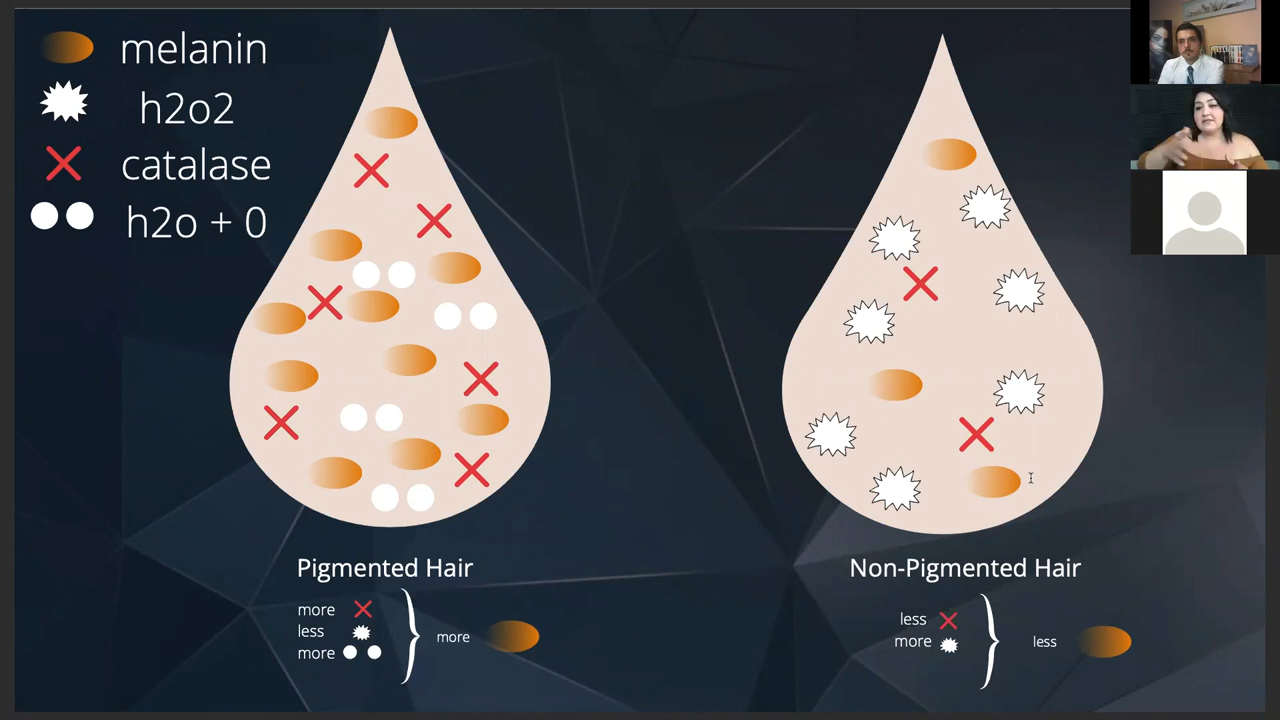 melanin
h2o2
catalase
h2o + 0
Pigmented Hair
more
less
more
more
Non-Pigmented Hair
less
more
less